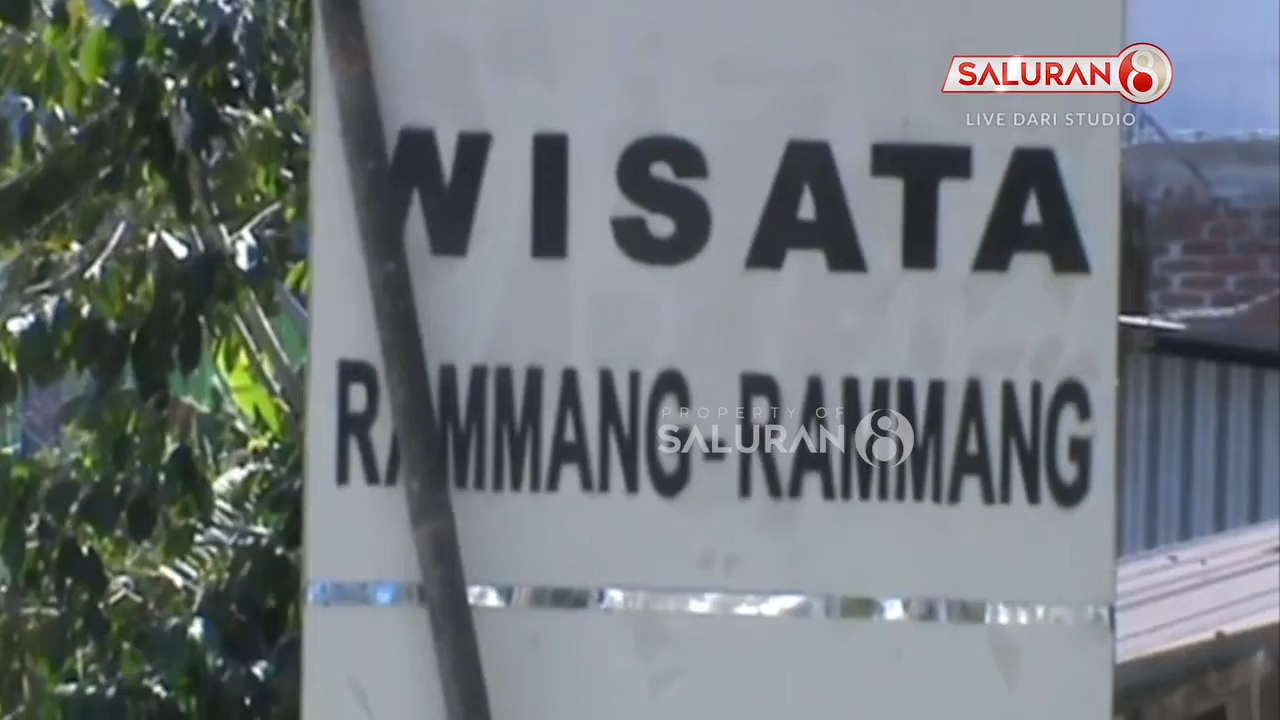 SALURAN 8
LIVE DARI STUDIO
WISATA
RAMMANG-RAMMANG
PROPERTY OF
SALURAN 8